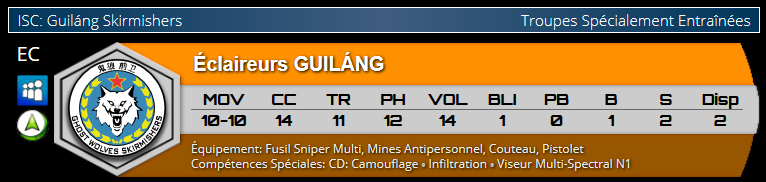 ISC: Guiláng Skirmishers
Troupes Spécialement Entraînées
EC
Éclaireurs GUILÁNG
MOV CC TR PH VOL BLI PB B S Disp
10-10 14 11 12 14 1 0 1 2 2
鬼狼前卫
GHOST WOLVES SKIRMISHERS
Équipement: Fusil Sniper Multi, Mines Antipersonnel, Couteau, Pistolet
Compétences Spéciales: CD: Camouflage • Infiltration • Viseur Multi-Spectral N1